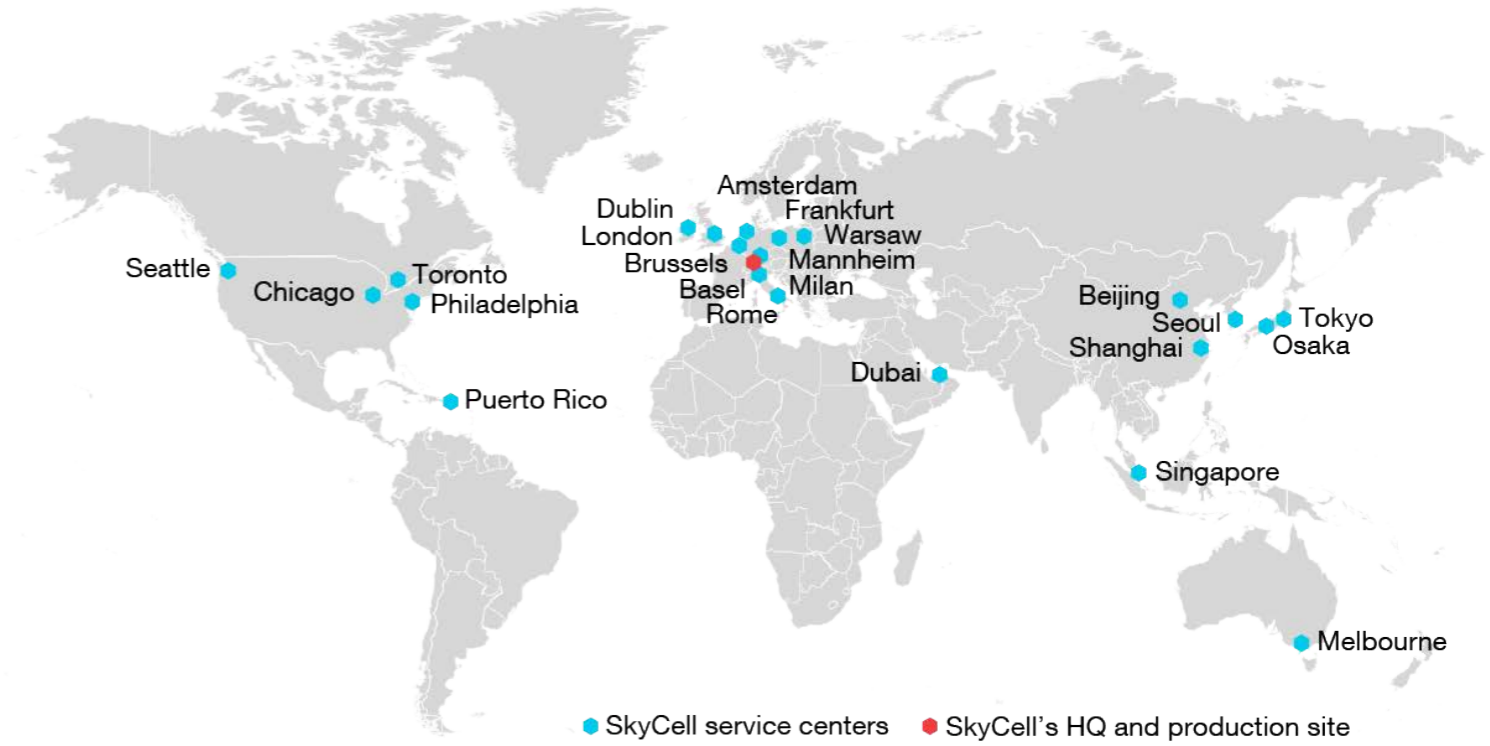 Amsterdam
Dublin
Frankfurt
London
Warsaw
Brussels
Mannheim
Basel
Milan
Rome
Seattle
Toronto
Chicago
Philadelphia
Puerto Rico
Beijing
Seoul
Tokyo
Shanghai
Osaka
Dubai
Singapore
Melbourne
SkyCell service centers
SkyCell's HQ and production site